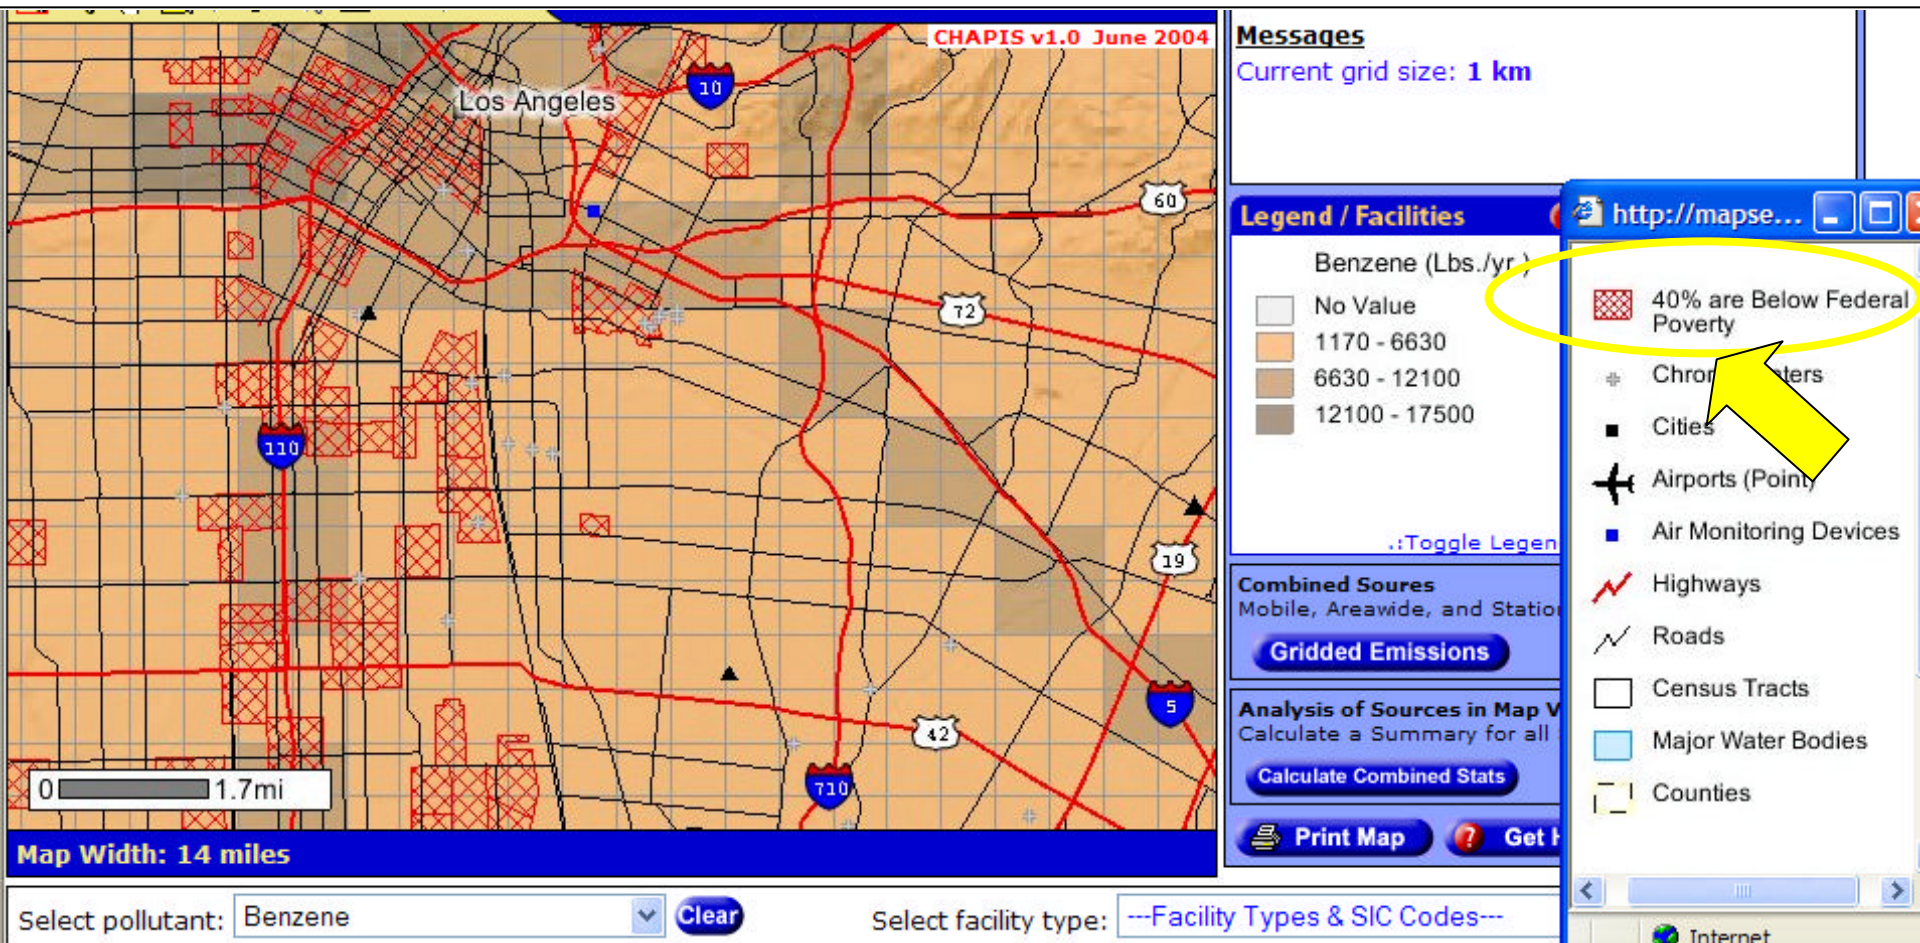 CHAPIS v1.0 June 2004
Los Angeles
10
60
72
110
19
5
42
710
0 1.7mi
Map Width: 14 miles
Select pollutant: Benzene Clear Select facility type: ---Facility Types & SIC Codes---
Messages
Current grid size: 1 km
Legend / Facilities
Benzene (Lbs./yr.)
No Value
1170 - 6630
6630 - 12100
12100 - 17500
.:Toggle Legen
Combined Soures
Mobile, Areawide, and Statio
Gridded Emissions
Analysis of Sources in Map V
Calculate a Summary for all
Calculate Combined Stats
Print Map
Get H
http://mapse...
40% are Below Federal
Poverty
Cities
Airports (Point)
Air Monitoring Devices
Highways
Roads
Census Tracts
Major Water Bodies
Counties
Internet